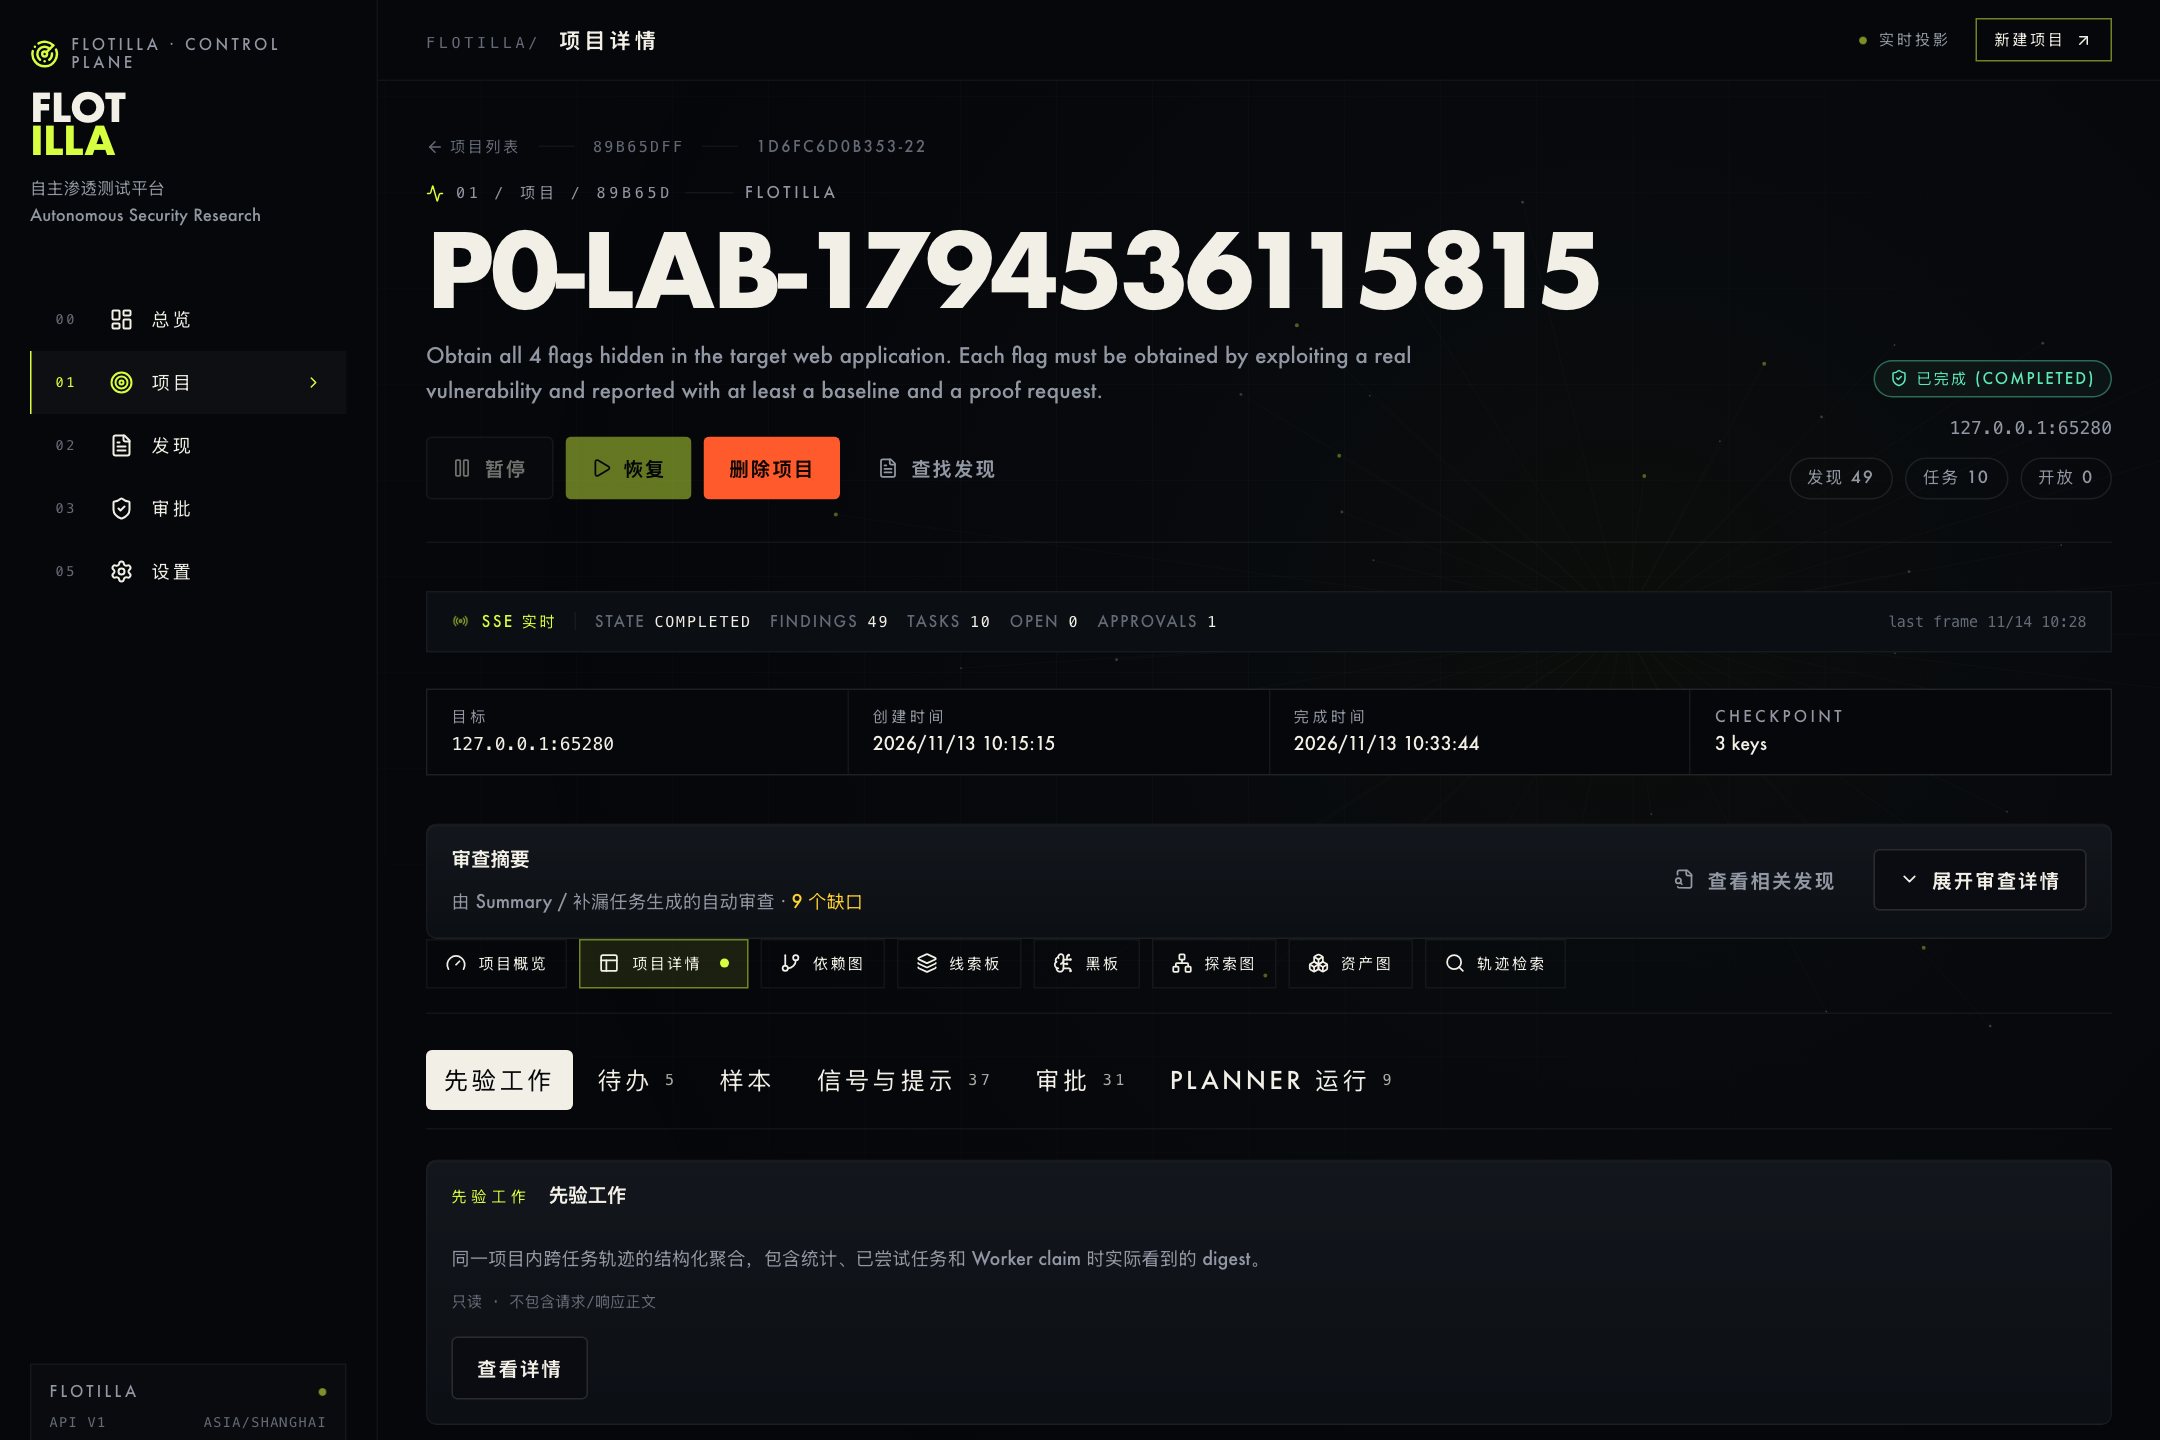 FLOTILLA · CONTROL
PLANE
FLOT
ILLA
自主渗透测试平台
Autonomous Security Research
00 总览
01 项目
02 发现
03 审批
05 设置
FLOTILLA
API V1 ASIA/SHANGHAI
FLOTILLA/ 项目详情
实时投影
新建项目
项目列表 89B65DFF 1D6FC6D0B353-22
01 / 项目 / 89B65D FLOTILLA
P0-LAB-1794536115815
Obtain all 4 flags hidden in the target web application. Each flag must be obtained by exploiting a real
vulnerability and reported with at least a baseline and a proof request.
已完成 (COMPLETED)
127.0.0.1:65280
暂停 恢复 删除项目 查找发现
发现 49 任务 10 开放 0
SSE 实时 STATE COMPLETED FINDINGS 49 TASKS 10 OPEN 0 APPROVALS 1 last frame 11/14 10:28
目标 创建时间 完成时间 CHECKPOINT
127.0.0.1:65280 2026/11/13 10:15:15 2026/11/13 10:33:44 3 keys
审查摘要
由 Summary / 补漏任务生成的自动审查 · 9 个缺口
查看相关发现 展开审查详情
项目概览 项目详情 依赖图 线索板 黑板 探索图 资产图 轨迹检索
先验工作 待办 5 样本 信号与提示 37 审批 31 PLANNER 运行 9
先验工作 先验工作
同一项目内跨任务轨迹的结构化聚合，包含统计、已尝试任务和 Worker claim 时实际看到的 digest。
只读 · 不包含请求/响应正文
查看详情